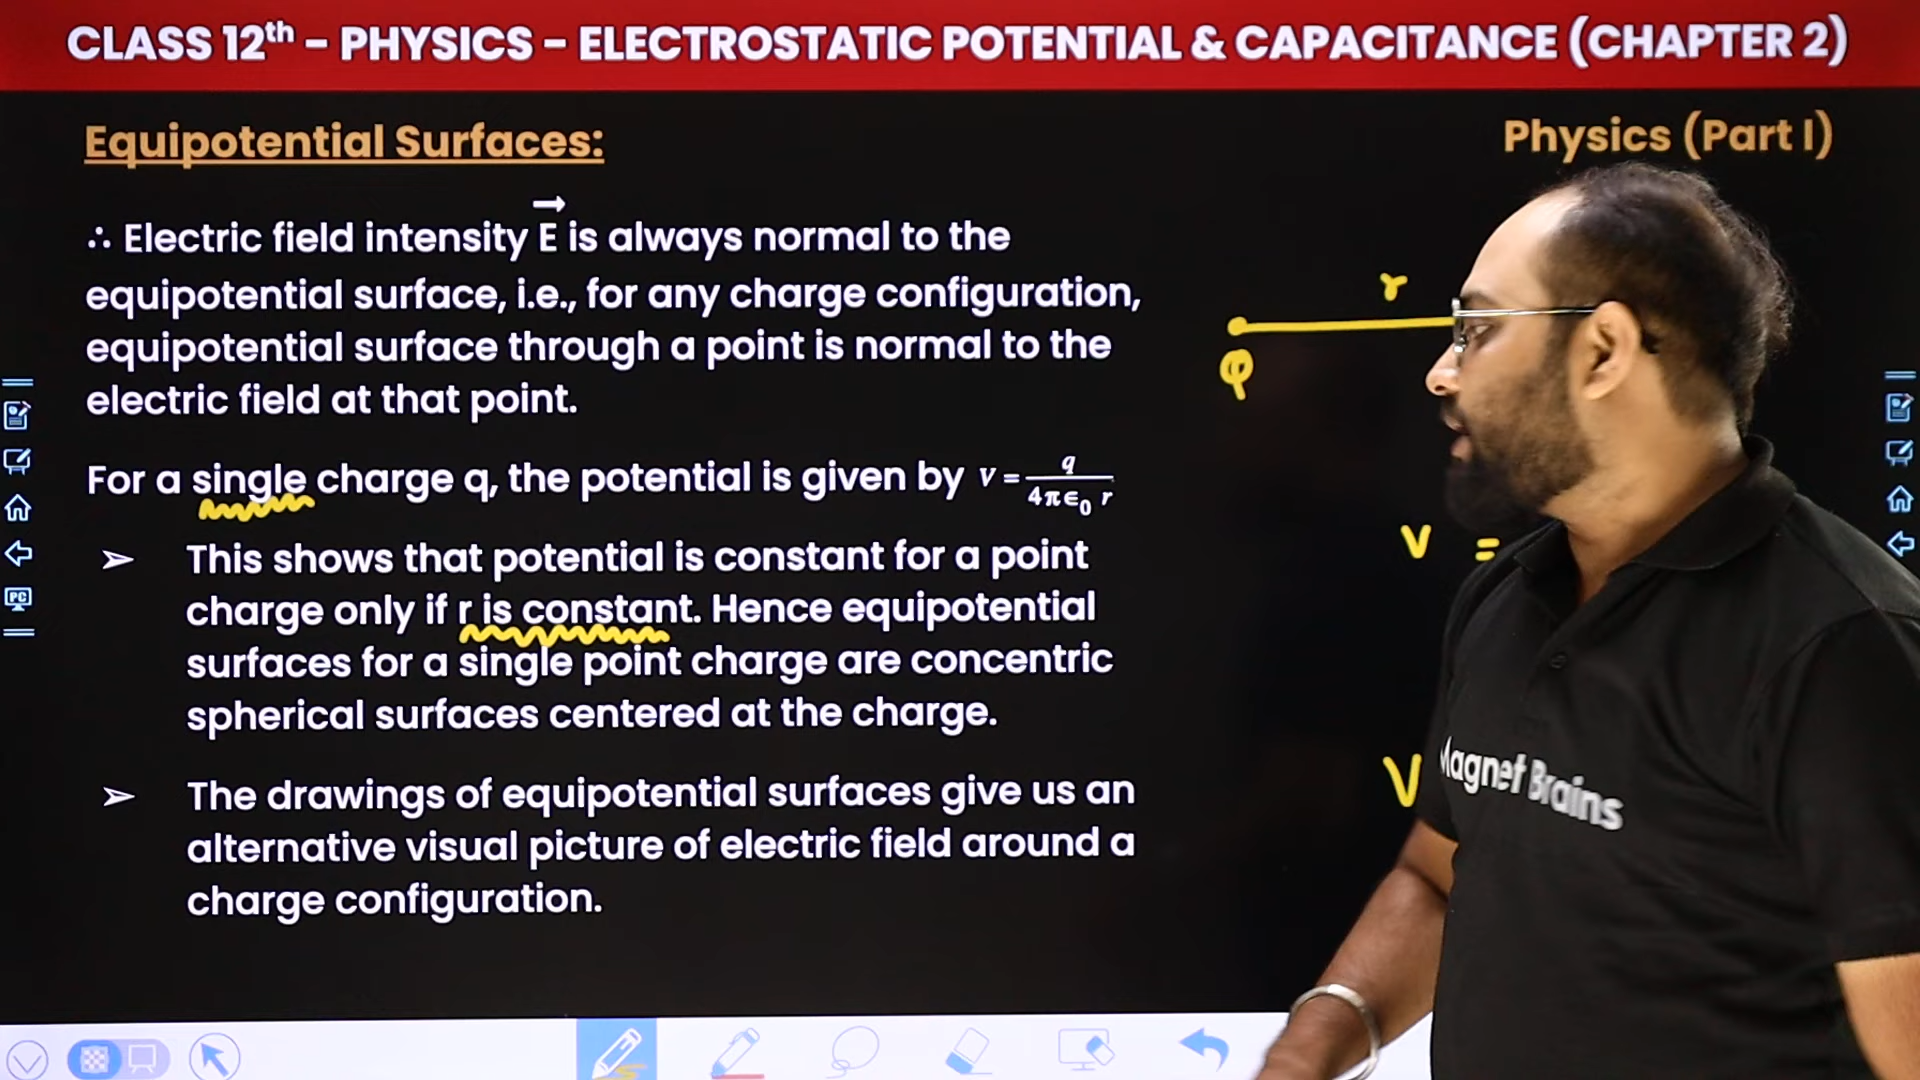 CLASS 12th – PHYSICS – ELECTROSTATIC POTENTIAL & CAPACITANCE (CHAPTER 2)
Equipotential Surfaces:
Physics (Part I)
∴ Electric field intensity E⃗ is always normal to the
equipotential surface, i.e., for any charge configuration,
equipotential surface through a point is normal to the
electric field at that point.
r
φ
For a single charge q, the potential is given by V = q / 4πϵ₀ r
➢ This shows that potential is constant for a point
charge only if r is constant. Hence equipotential
surfaces for a single point charge are concentric
spherical surfaces centered at the charge.
V =
V
➢ The drawings of equipotential surfaces give us an
alternative visual picture of electric field around a
charge configuration.
Magnet Brains
PC